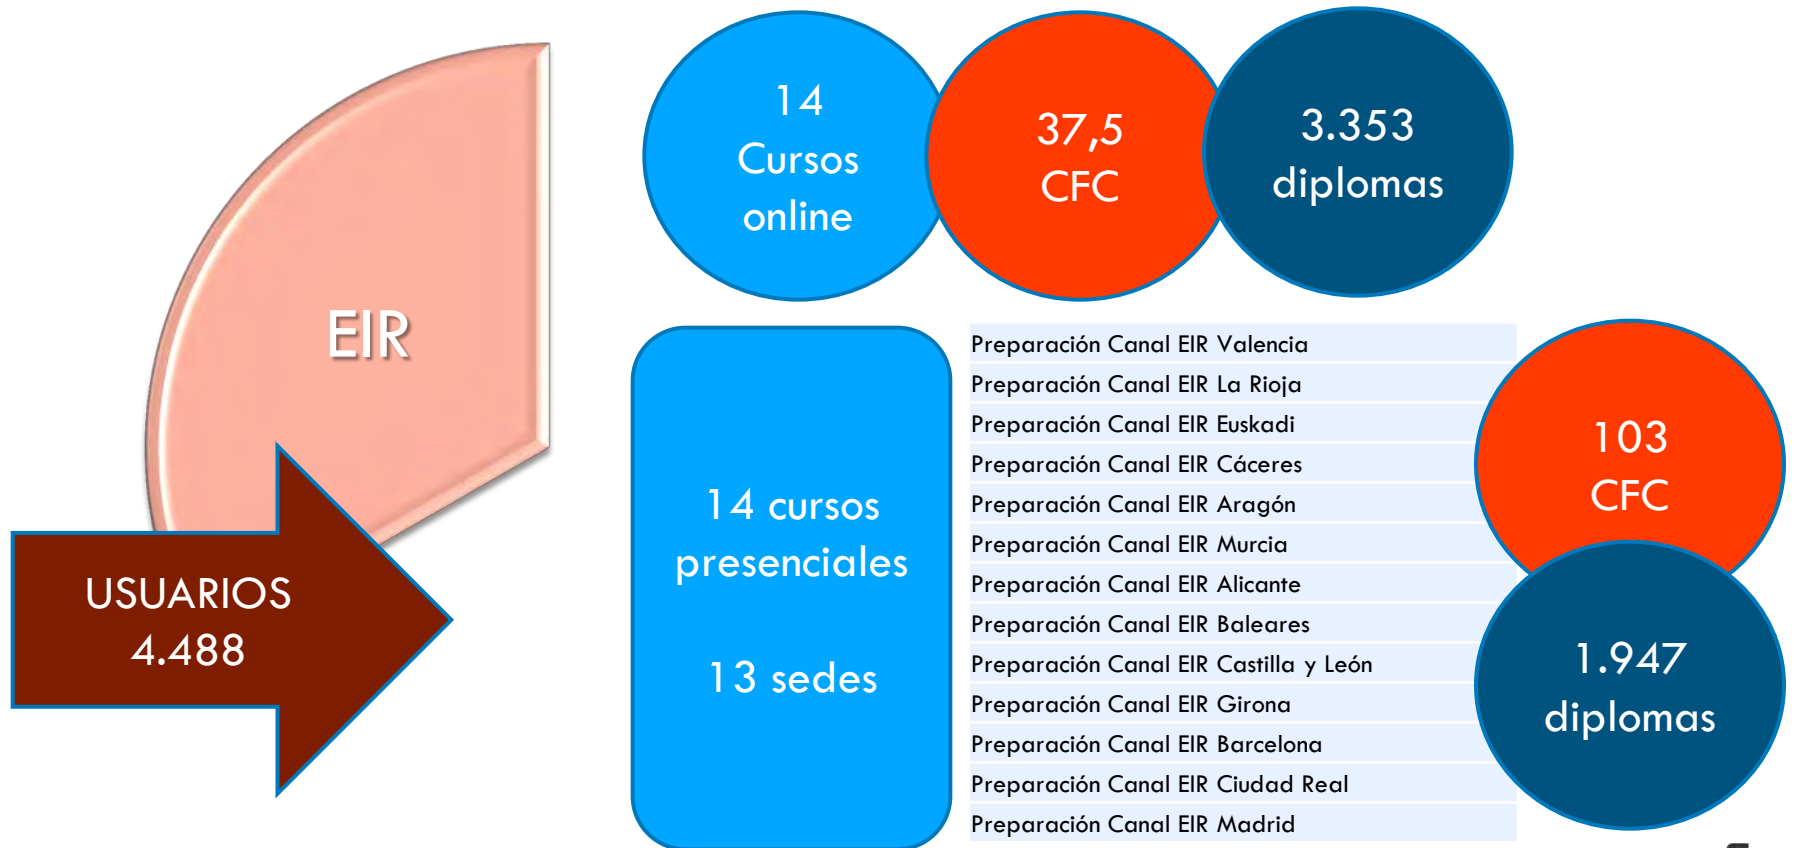 EIR
USUARIOS
4.488
14
Cursos
online
37,5
CFC
3.353
diplomas
14 cursos
presenciales
13 sedes
Preparación Canal EIR Valencia
Preparación Canal EIR La Rioja
Preparación Canal EIR Euskadi
Preparación Canal EIR Cáceres
Preparación Canal EIR Aragón
Preparación Canal EIR Murcia
Preparación Canal EIR Alicante
Preparación Canal EIR Baleares
Preparación Canal EIR Castilla y León
Preparación Canal EIR Girona
Preparación Canal EIR Barcelona
Preparación Canal EIR Ciudad Real
Preparación Canal EIR Madrid
103
CFC
1.947
diplomas